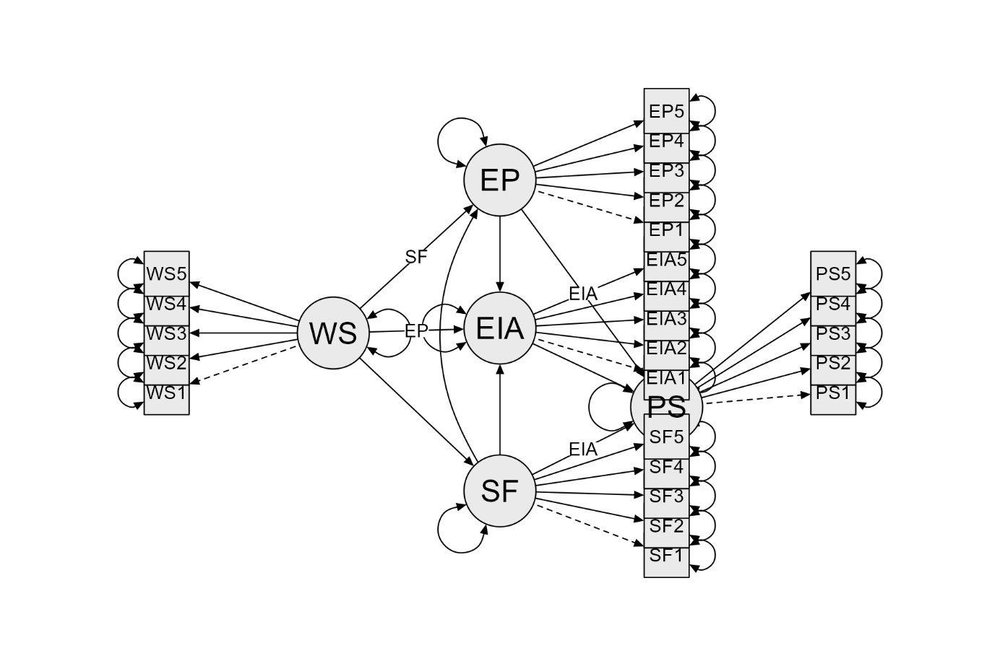 EP5
EP4
EP3
EP2
EP1
EP
SF
WS5
WS4
WS3
WS2
WS1
WS
EP
EIA
EIA
EIA5
EIA4
EIA3
EIA2
EIA1
PS
PS5
PS4
PS3
PS2
PS1
EIA
SF
SF5
SF4
SF3
SF2
SF1